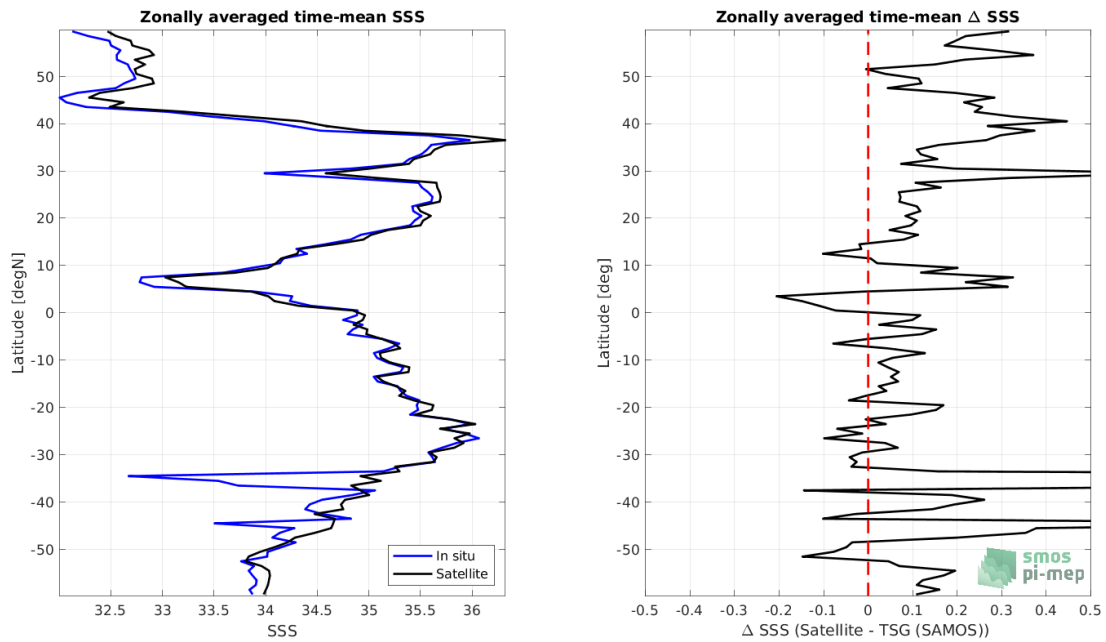 Zonally averaged time-mean SSS
50
40
30
20
10
0
-10
-20
-30
-40
-50
Latitude [degN]
32.5 33 33.5 34 34.5 35 35.5 36
SSS
In situ
Satellite
Zonally averaged time-mean Δ SSS
50
40
30
20
10
0
-10
-20
-30
-40
-50
Latitude [deg]
-0.5 -0.4 -0.3 -0.2 -0.1 0 0.1 0.2 0.3 0.4 0.5
Δ SSS (Satellite - TSG (SAMOS))
smos
pi-mep